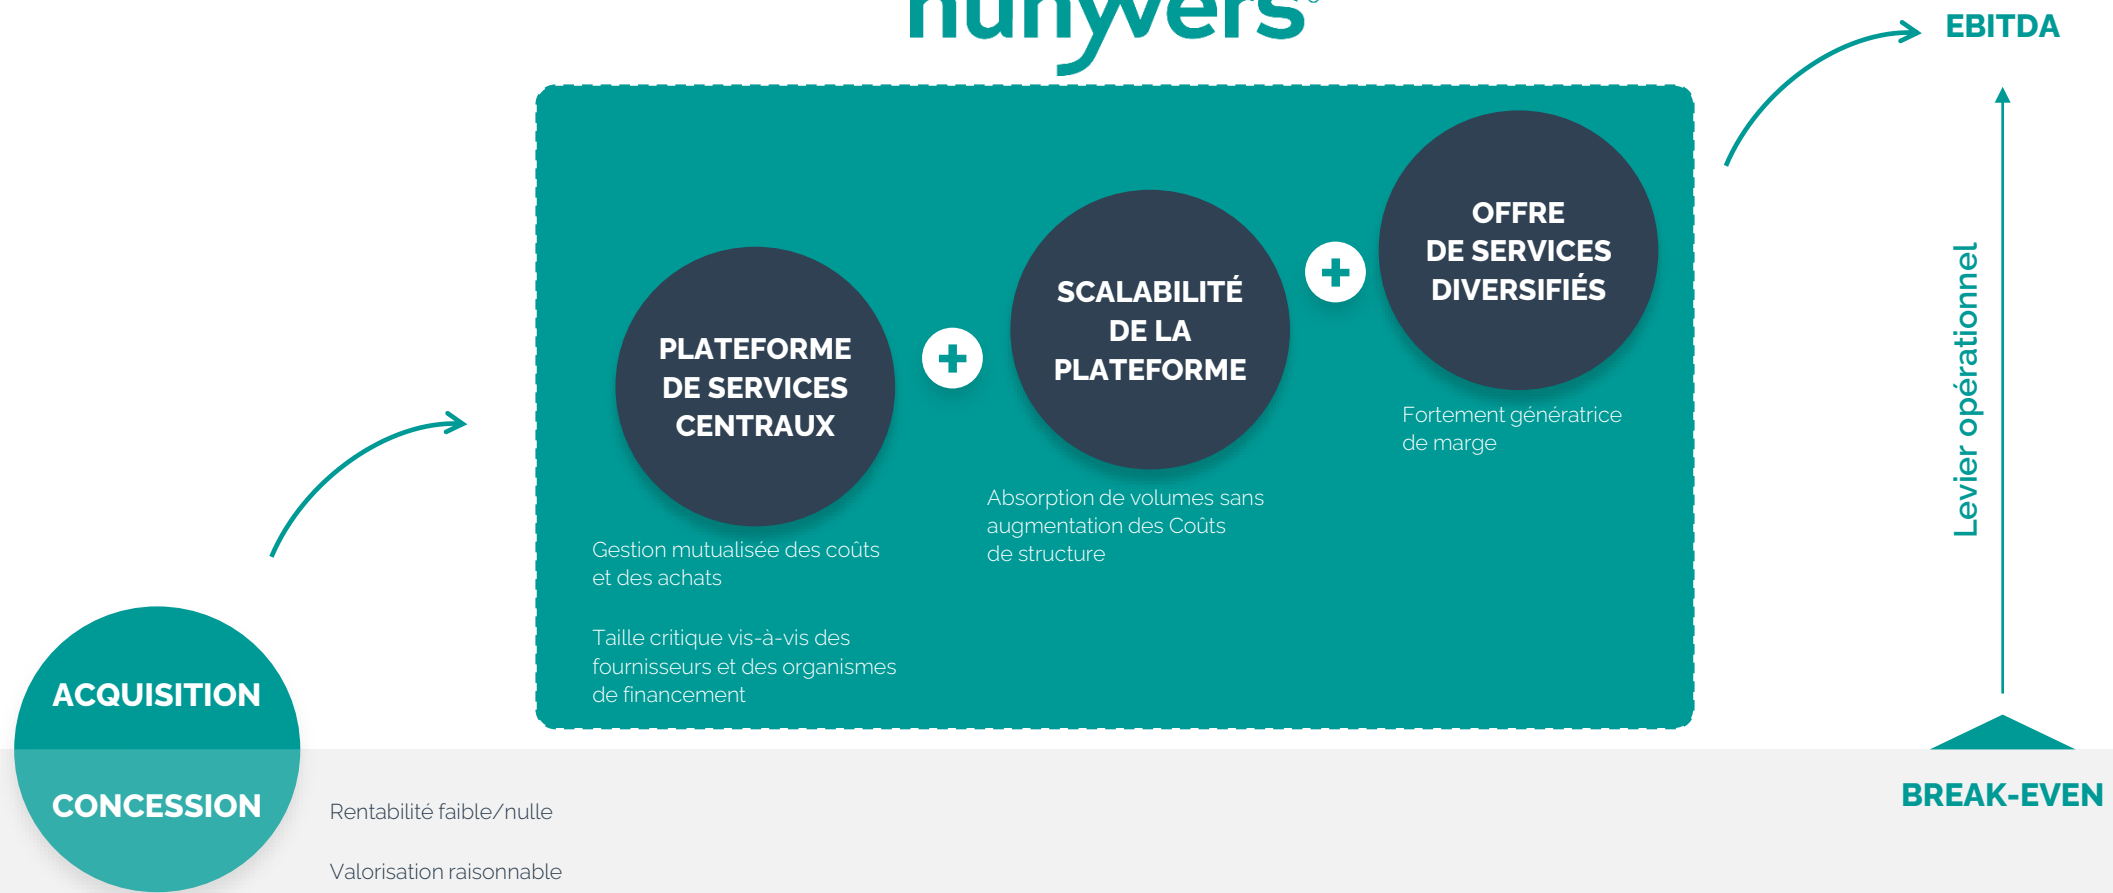 hunyvers
EBITDA
OFFRE
DE SERVICES
DIVERSIFIÉS
SCALABILITÉ
DE LA
PLATEFORME
PLATEFORME
DE SERVICES
CENTRAUX
Fortement génératrice
de marge
Absorption de volumes sans
augmentation des Coûts
de structure
Gestion mutualisée des coûts
et des achats
Taille critique vis-à-vis des
fournisseurs et des organismes
de financement
Levier opérationnel
ACQUISITION
CONCESSION
Rentabilité faible/nulle
Valorisation raisonnable
BREAK-EVEN